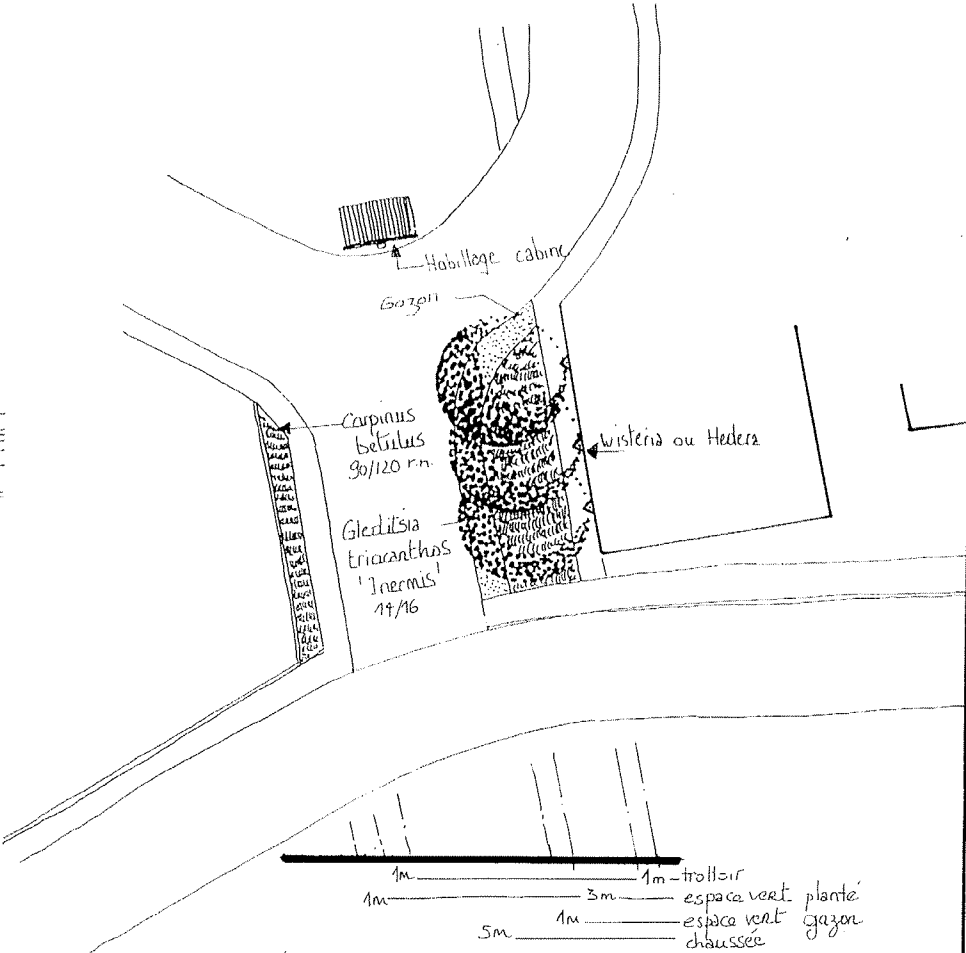 Habillage cabine
Gazon
Carpinus
betulus
90/120 r.n.
wisteria ou Hedera
Gleditsia
triacanthos
'Inermis'
14/16
1m 1m trottoir
1m 3m espace vert planté
1m espace vert gazon
5m chaussée